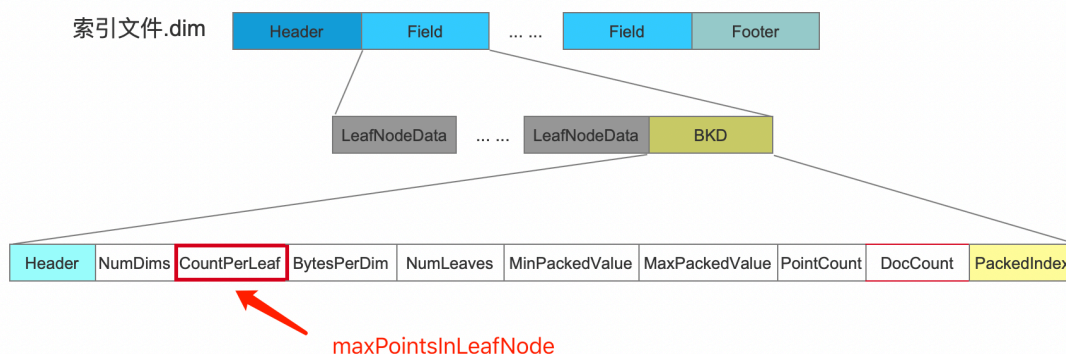 索引文件.dim Header Field ... ... Field Footer
LeafNodeData ... ... LeafNodeData BKD
Header NumDims CountPerLeaf BytesPerDim NumLeaves MinPackedValue MaxPackedValue PointCount DocCount PackedIndex
maxPointsInLeafNode